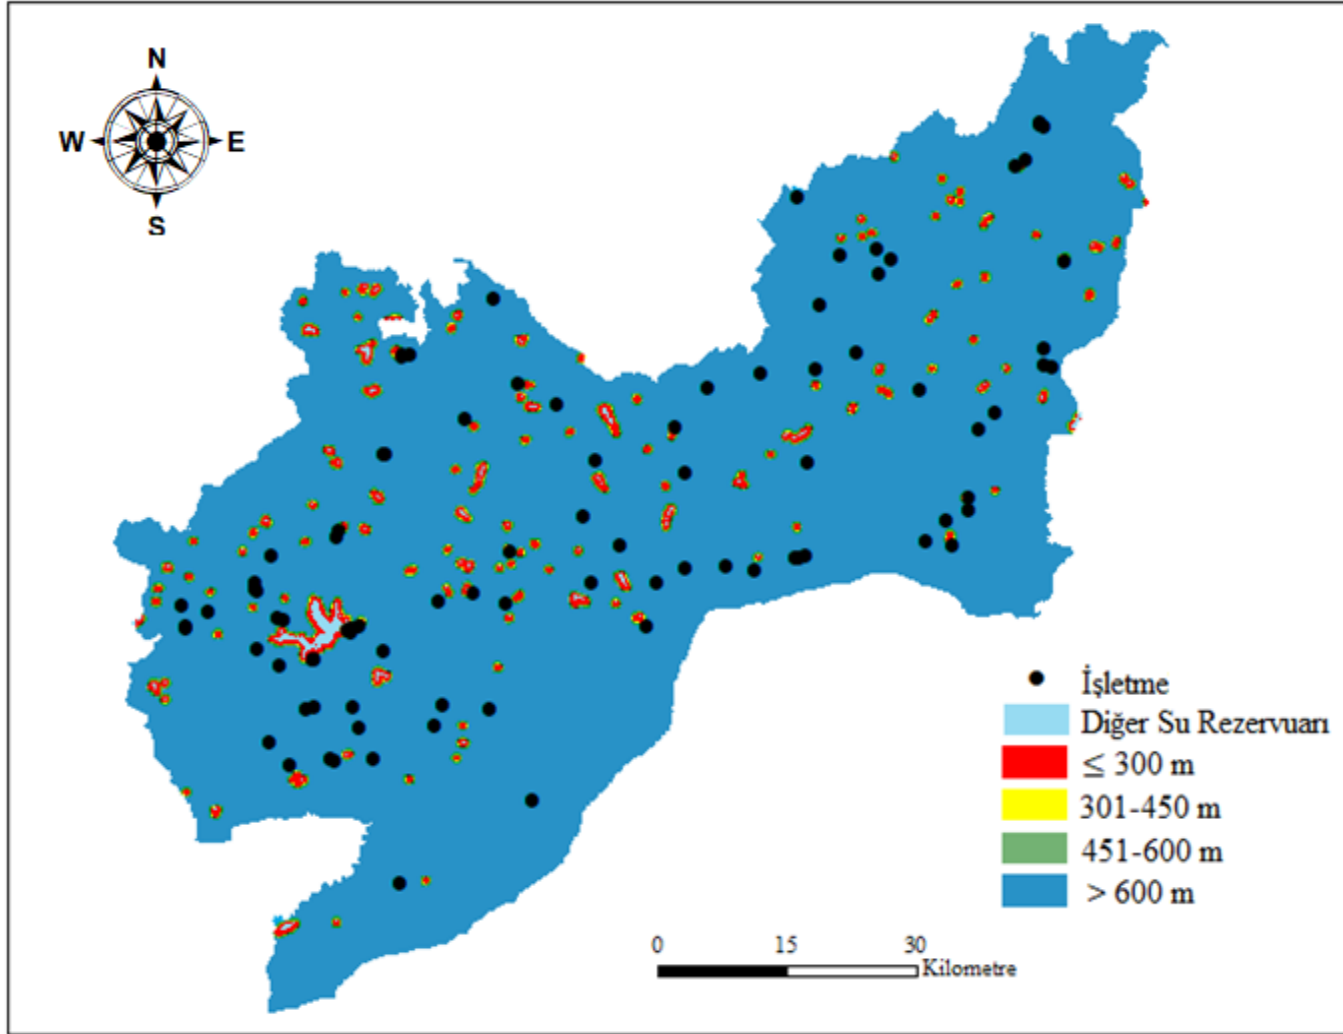 N
W E
S
İşletme
Diğer Su Rezervuarı
≤ 300 m
301-450 m
451-600 m
> 600 m
0 15 30
Kilometre